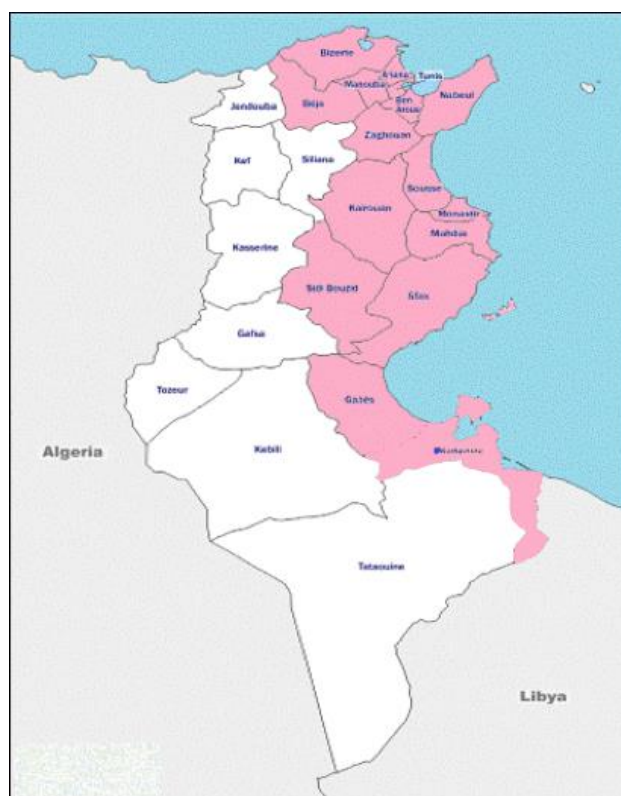 Bizerte
Ariana
Tunis
Manouba
Nabeul
Jendouba
Beja
Ben
Arous
Zaghouan
Kef
Siliana
Sousse
Kairouan
Monastir
Mahdia
Kasserine
Sidi Bouzid
Sfax
Gafsa
Tozeur
Gabès
Algeria
Kebili
Tataouine
Libya